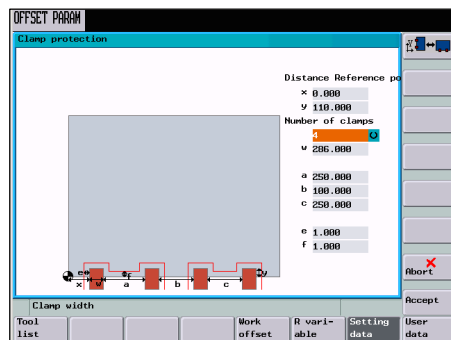 OFFSET PARAM
Clamp protection
Distance Reference po
x 0.000
y 110.000
Number of clamps
4
w 286.000
a 250.000
b 100.000
c 250.000
e 1.000
f 1.000
e f y
x w a b c
Abort
Clamp width
Accept
Tool list
Work offset
R vari-able
Setting data
User data